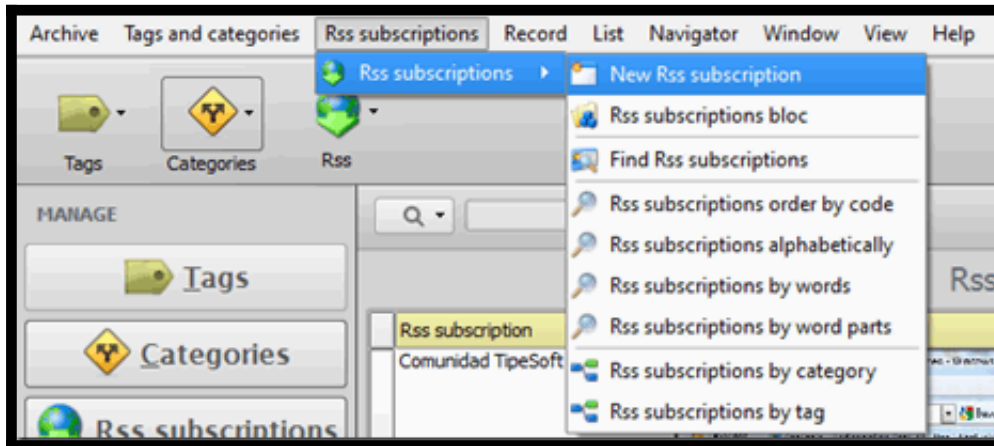 Archive Tags and categories Rss subscriptions Record List Navigator Window View Help
Rss subscriptions
New Rss subscription
Rss subscriptions bloc
Find Rss subscriptions
Rss subscriptions order by code
Rss subscriptions alphabetically
Rss subscriptions by words
Rss subscriptions by word parts
Rss subscriptions by category
Rss subscriptions by tag
Tags Categories Rss
MANAGE
Tags
Categories
Rss subscriptions
Rss
Rss subscription
Comunidad TipeSoft